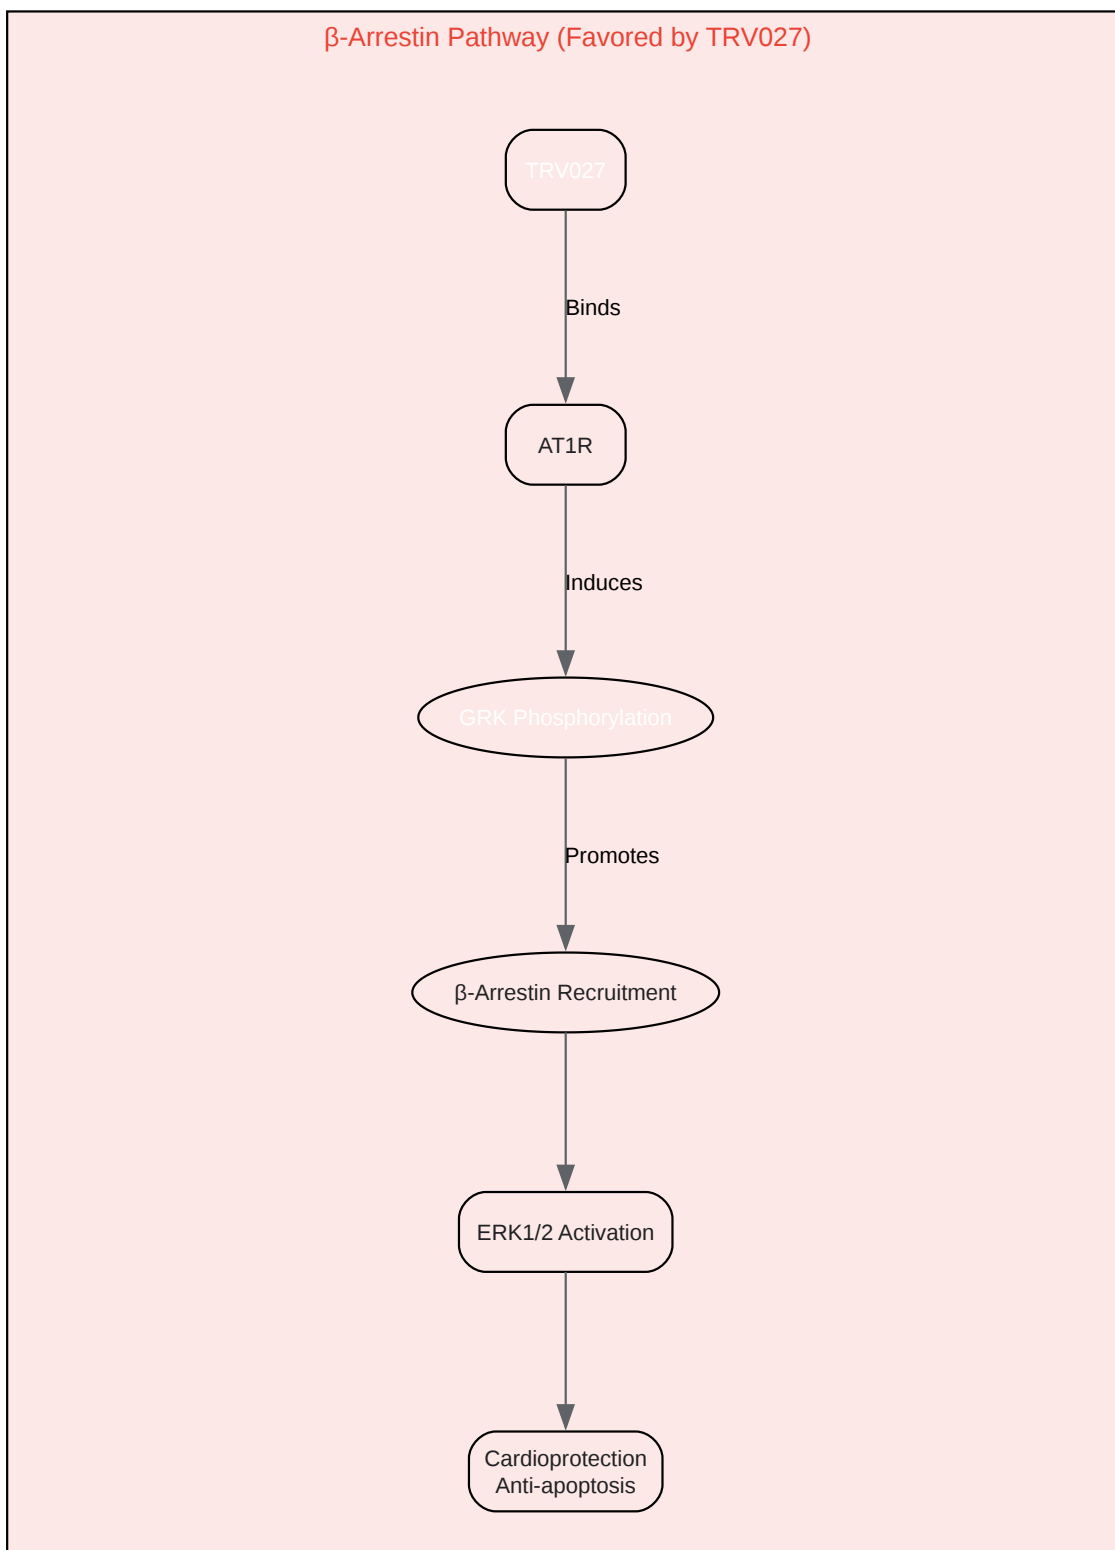 β-Arrestin Pathway (Favored by TRV027)
TRV027
Binds
AT1R
Induces
GRK Phosphorylation
Promotes
β-Arrestin Recruitment
ERK1/2 Activation
Cardioprotection
Anti-apoptosis